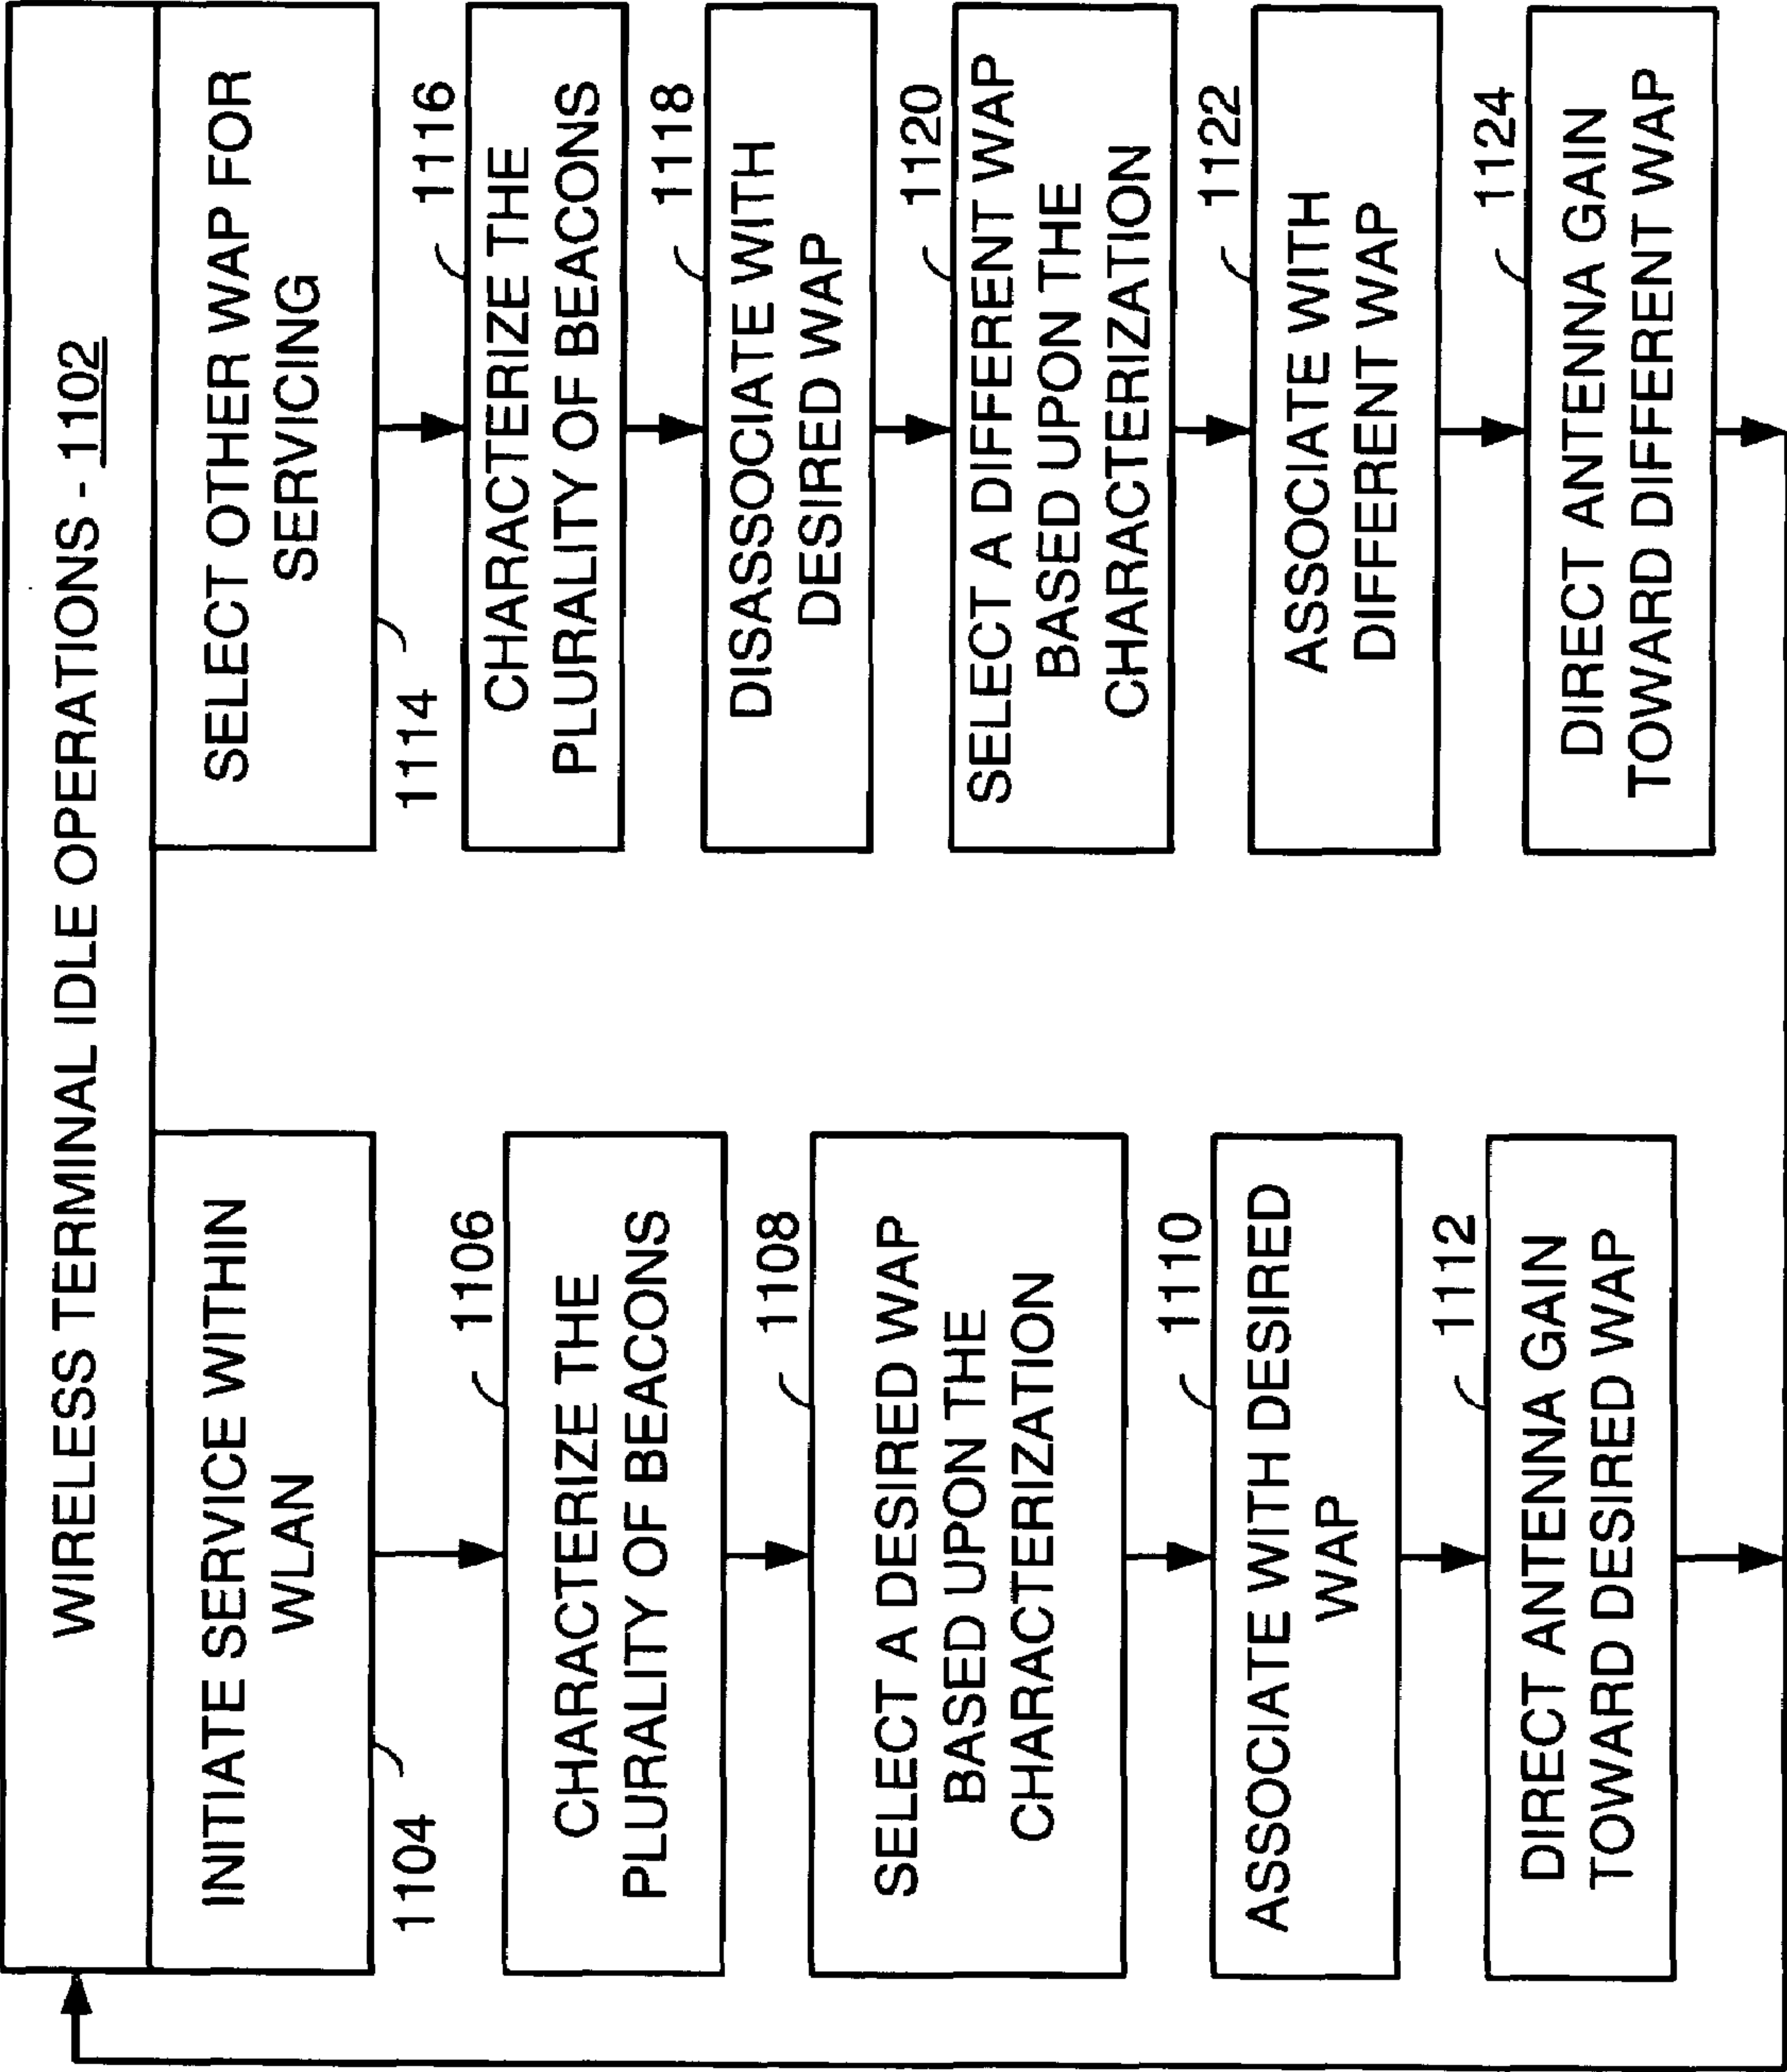 WIRELESS TERMINAL IDLE OPERATIONS - 1102
INITIATE SERVICE WITHIN
WLAN
1104
1106
CHARACTERIZE THE
PLURALITY OF BEACONS
1108
SELECT A DESIRED WAP
BASED UPON THE
CHARACTERIZATION
1110
ASSOCIATE WITH DESIRED
WAP
1112
DIRECT ANTENNA GAIN
TOWARD DESIRED WAP
SELECT OTHER WAP FOR
SERVICING
1114
1116
CHARACTERIZE THE
PLURALITY OF BEACONS
1118
DISASSOCIATE WITH
DESIRED WAP
1120
SELECT A DIFFERENT WAP
BASED UPON THE
CHARACTERIZATION
1122
ASSOCIATE WITH
DIFFERENT WAP
1124
DIRECT ANTENNA GAIN
TOWARD DIFFERENT WAP